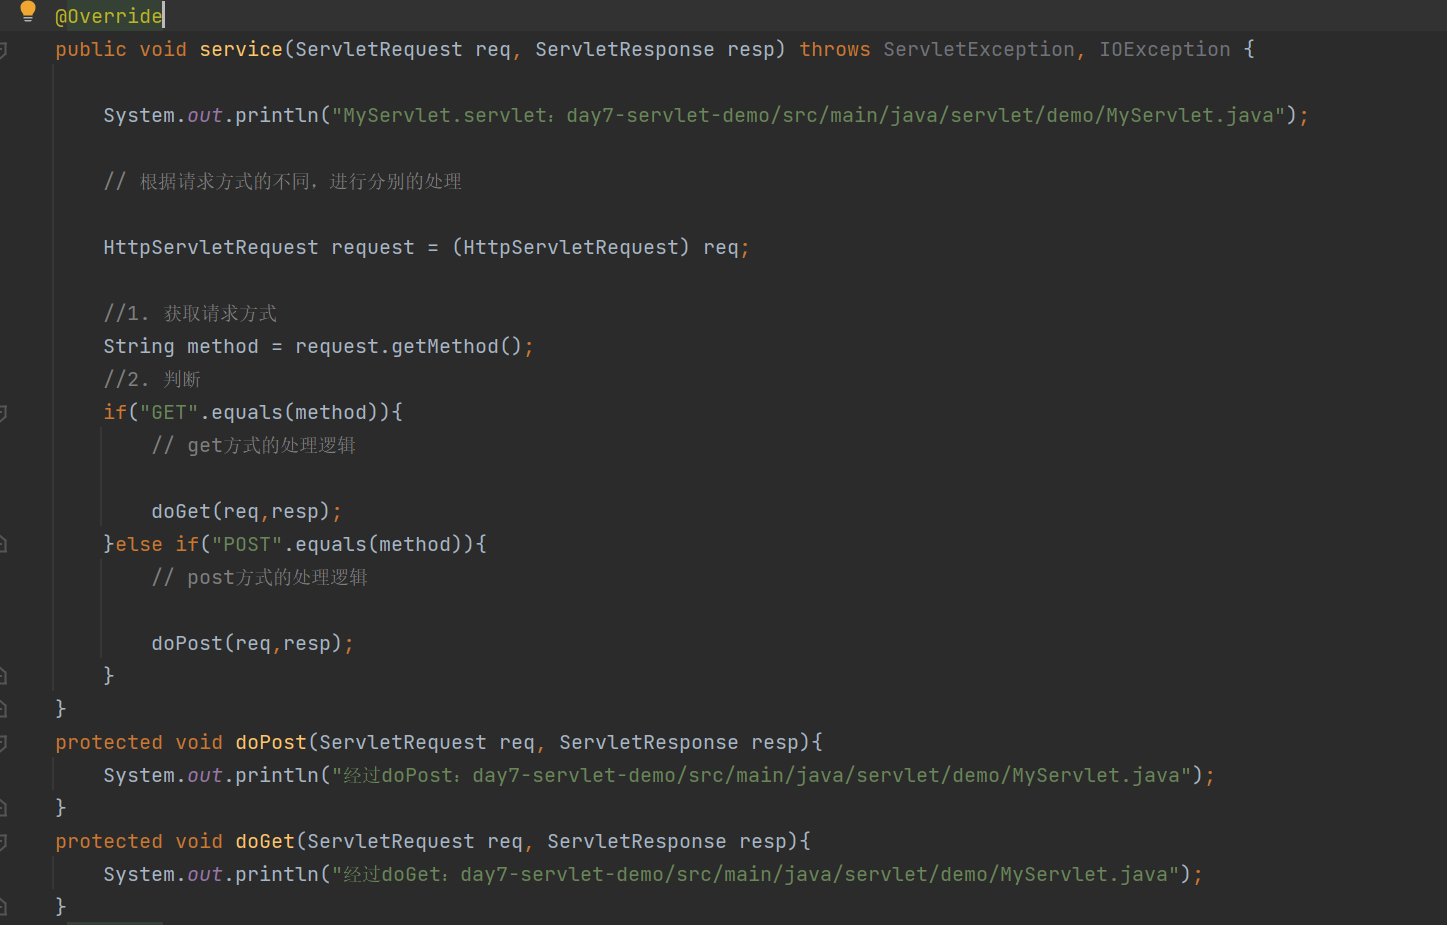 @Override
public void service(ServletRequest req, ServletResponse resp) throws ServletException, IOException {
System.out.println("MyServlet.servlet：day7-servlet-demo/src/main/java/servlet/demo/MyServlet.java");
// 根据请求方式的不同，进行分别的处理
HttpServletRequest request = (HttpServletRequest) req;
//1. 获取请求方式
String method = request.getMethod();
//2. 判断
if("GET".equals(method)){
// get方式的处理逻辑
doGet(req,resp);
}else if("POST".equals(method)){
// post方式的处理逻辑
doPost(req,resp);
}
}
protected void doPost(ServletRequest req, ServletResponse resp){
System.out.println("经过doPost：day7-servlet-demo/src/main/java/servlet/demo/MyServlet.java");
}
protected void doGet(ServletRequest req, ServletResponse resp){
System.out.println("经过doGet：day7-servlet-demo/src/main/java/servlet/demo/MyServlet.java");
}